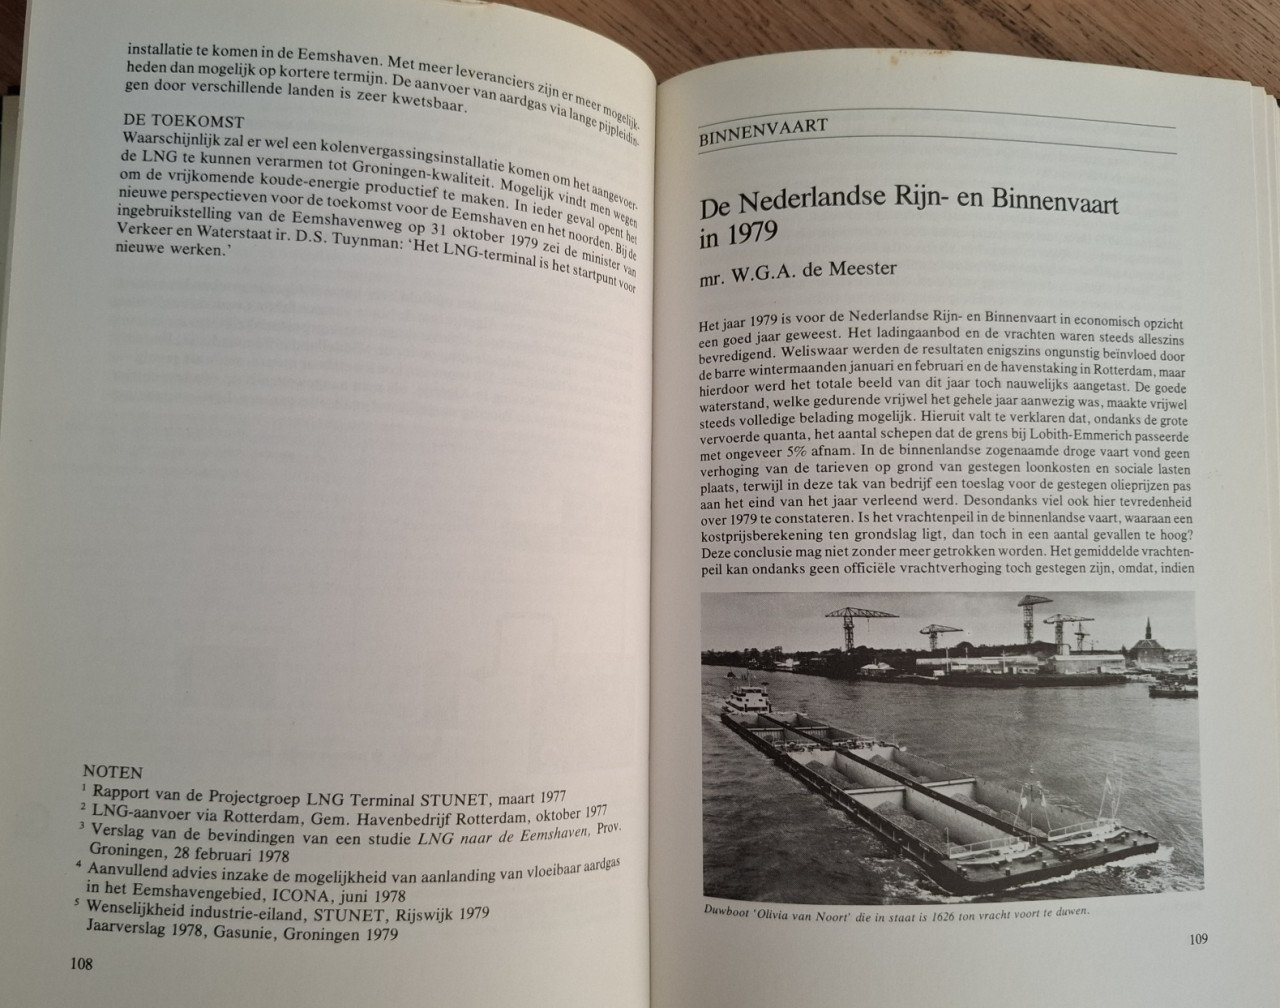 installatie te komen in de Eemshaven. Met meer leveranciers zijn er meer mogelijk-
heden dan mogelijk op kortere termijn. De aanvoer van aardgas via lange pijpleidin-
gen door verschillende landen is zeer kwetsbaar.
DE TOEKOMST
Waarschijnlijk zal er wel een kolenvergassingsinstallatie komen om het aangevoer-
de LNG te kunnen verarmen tot Groningen-kwaliteit. Mogelijk vindt men wegen
om de vrijkomende koude-energie productief te maken. In ieder geval opent het
nieuwe perspectieven voor de toekomst voor de Eemshaven en het noorden. Bij de
ingebruikstelling van de Eemshavenweg op 31 oktober 1979 zei de minister van
Verkeer en Waterstaat ir. D.S. Tuynman: 'Het LNG-terminal is het startpunt voor
nieuwe werken.'
NOTEN
1 Rapport van de Projectgroep LNG Terminal STUNET, maart 1977
2 LNG-aanvoer via Rotterdam, Gem. Havenbedrijf Rotterdam, oktober 1977
3 Verslag van de bevindingen van een studie LNG naar de Eemshaven, Prov.
Groningen, 28 februari 1978
4 Aanvullend advies inzake de mogelijkheid van aanlanding van vloeibaar aardgas
in het Eemshavengebied, ICONA, juni 1978
5 Wenselijkheid industrie-eiland, STUNET, Rijswijk 1979
Jaarverslag 1978, Gasunie, Groningen 1979
108
BINNENVAART
De Nederlandse Rijn- en Binnenvaart
in 1979
mr. W.G.A. de Meester
Het jaar 1979 is voor de Nederlandse Rijn- en Binnenvaart in economisch opzicht
een goed jaar geweest. Het ladingaanbod en de vrachten waren steeds alleszins
bevredigend. Weliswaar werden de resultaten enigszins ongunstig beïnvloed door
de barre wintermaanden januari en februari en de havenstaking in Rotterdam, maar
hierdoor werd het totale beeld van dit jaar toch nauwelijks aangetast. De goede
waterstand, welke gedurende vrijwel het gehele jaar aanwezig was, maakte vrijwel
steeds volledige belading mogelijk. Hieruit valt te verklaren dat, ondanks de grote
vervoerde quanta, het aantal schepen dat de grens bij Lobith-Emmerich passeerde
met ongeveer 5% afnam. In de binnenlandse zogenaamde droge vaart vond geen
verhoging van de tarieven op grond van gestegen loonkosten en sociale lasten
plaats, terwijl in deze tak van bedrijf een toeslag voor de gestegen olieprijzen pas
aan het eind van het jaar verleend werd. Desondanks viel ook hier tevredenheid
over 1979 te constateren. Is het vrachtenpeil in de binnenlandse vaart, waaraan een
kostprijsberekening ten grondslag ligt, dan toch in een aantal gevallen te hoog?
Deze conclusie mag niet zonder meer getrokken worden. Het gemiddelde vrachten-
peil kan ondanks geen officiële vrachtverhoging toch gestegen zijn, omdat, indien
Duwboot 'Olivia van Noort' die in staat is 1626 ton vracht voort te duwen.
109